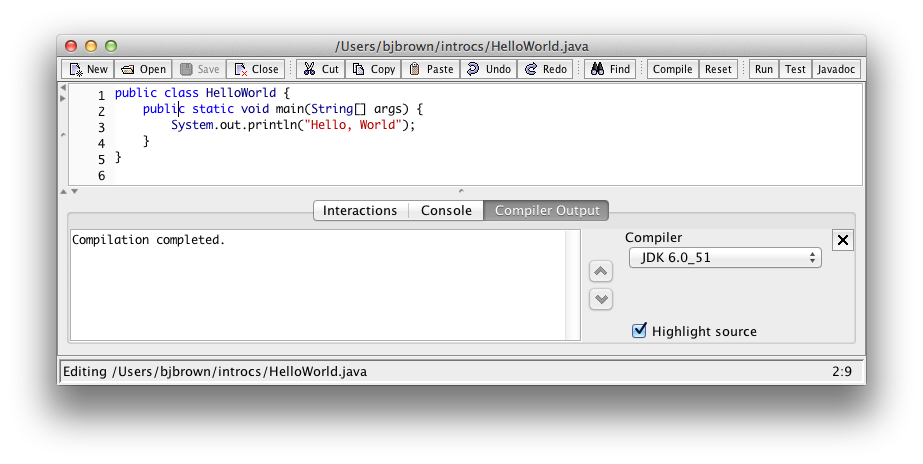 /Users/bjbrown/introcs/HelloWorld.java
New Open Save Close Cut Copy Paste Undo Redo Find Compile Reset Run Test Javadoc
1 public class HelloWorld {
2     public static void main(String[] args) {
3         System.out.println("Hello, World");
4     }
5 }
6
Interactions Console Compiler Output
Compilation completed.
Compiler
JDK 6.0_51
Highlight source
Editing /Users/bjbrown/introcs/HelloWorld.java 2:9